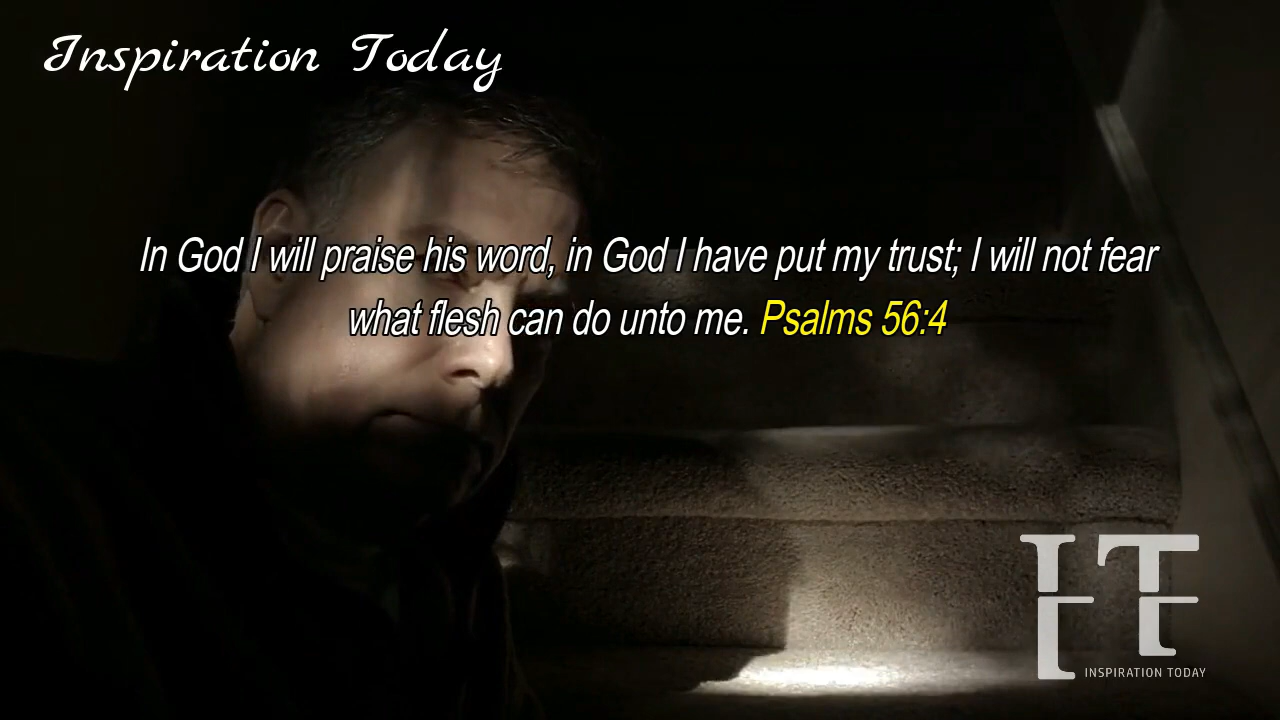 Inspiration Today
In God I will praise his word, in God I have put my trust; I will not fear
what flesh can do unto me. Psalms 56:4
IT
INSPIRATION TODAY